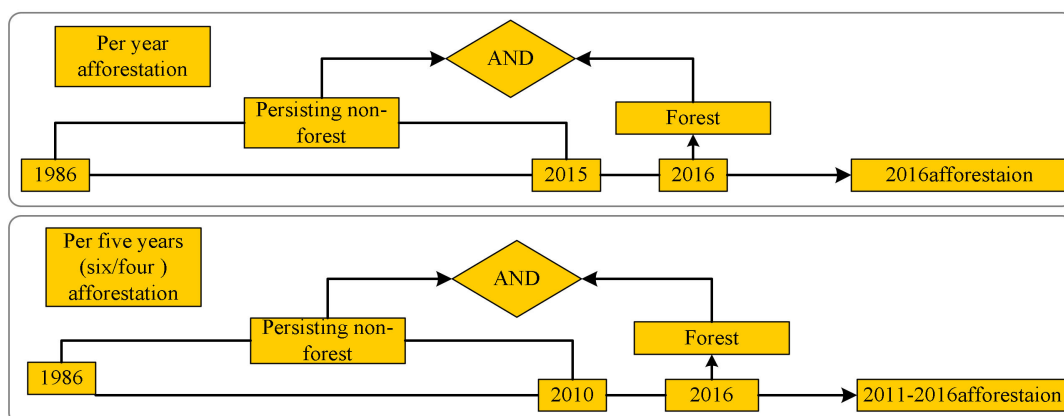 Per year
afforestation
AND
Persisting non-
forest
Forest
1986
2015
2016
2016afforestaion
Per five years
(six/four )
afforestation
AND
Persisting non-
forest
Forest
1986
2010
2016
2011-2016afforestaion